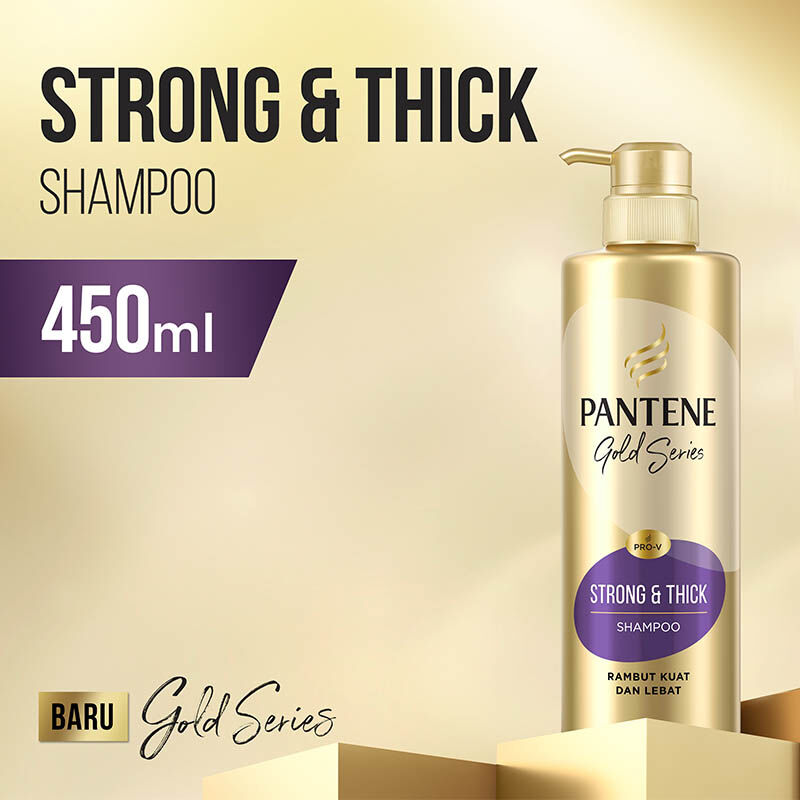 STRONG & THICK
SHAMPOO
450ml
PANTENE
Gold Series
PRO-V
STRONG & THICK
SHAMPOO
RAMBUT KUAT
DAN LEBAT
BARU Gold Series